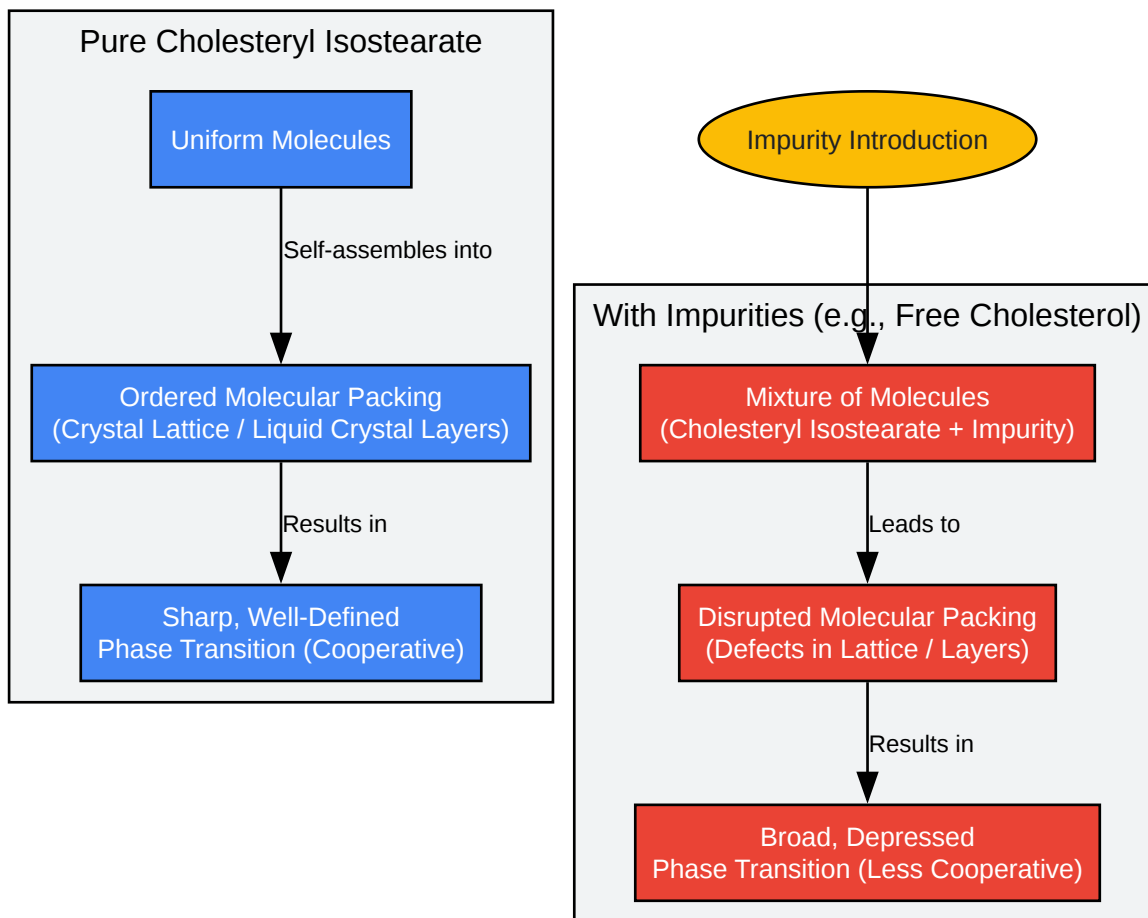 Pure Cholesteryl Isostearate
Uniform Molecules
Self-assembles into
Ordered Molecular Packing
(Crystal Lattice / Liquid Crystal Layers)
Results in
Sharp, Well-Defined
Phase Transition (Cooperative)
Impurity Introduction
With Impurities (e.g., Free Cholesterol)
Mixture of Molecules
(Cholesteryl Isostearate + Impurity)
Leads to
Disrupted Molecular Packing
(Defects in Lattice / Layers)
Results in
Broad, Depressed
Phase Transition (Less Cooperative)